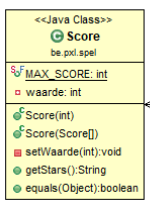 <<Java Class>>
Score
be.pxl.spel
MAX_SCORE: int
waarde: int
Score(int)
Score(Score[])
setWaarde(int):void
getStars():String
equals(Object):boolean